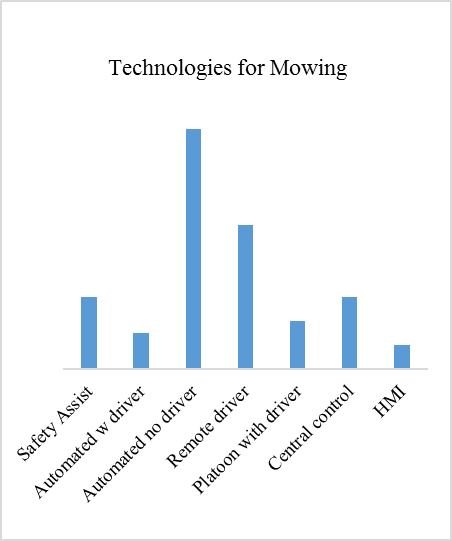 Technologies for Mowing
Safety Assist
Automated w driver
Automated no driver
Remote driver
Platoon with driver
Central control
HMI